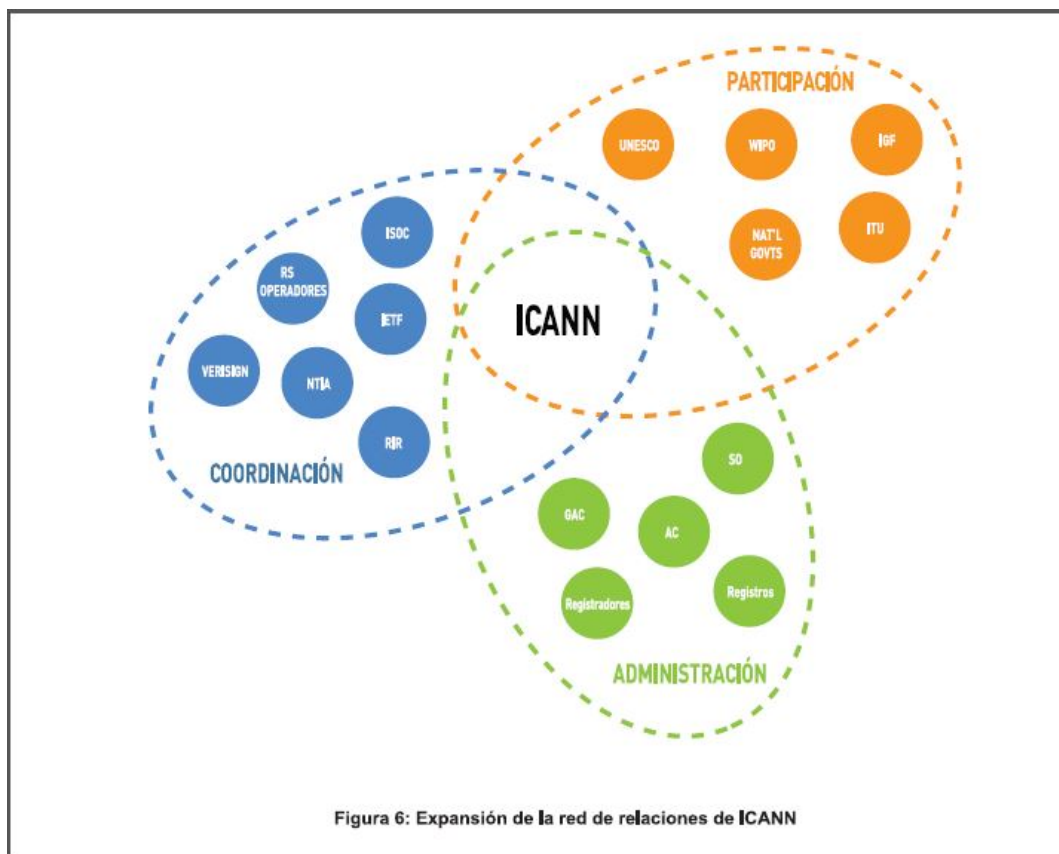 PARTICIPACIÓN
UNESCO
WIPO
IGF
NAT'L
GOVTS
ITU
ISOC
RS
OPERADORES
IETF
VERISIGN
NTIA
RIR
COORDINACIÓN
ICANN
SO
GAC
AC
Registradores
Registros
ADMINISTRACIÓN
Figura 6: Expansión de la red de relaciones de ICANN